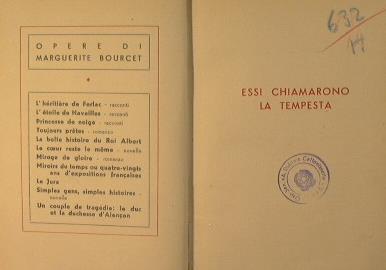 OPERE DI
MARGUERITE BOURCET
L'héritière de Ferlac - racconti
L'étoile de Navailles - racconti
Princesse de neige - racconti
Toujours prêtes - romanzo
La belle histoire du Roi Albert
Le cœur reste le même - novelle
Mirage de gloire - romanzo
Miroirs du temps ou quatre-vingts
ans d'expositions françaises
Le Jura
Simples gens, simples histoires -
novelle
Un couple de tragédie: le duc
et la duchesse d'Alençon
632
14
ESSI CHIAMARONO
LA TEMPESTA